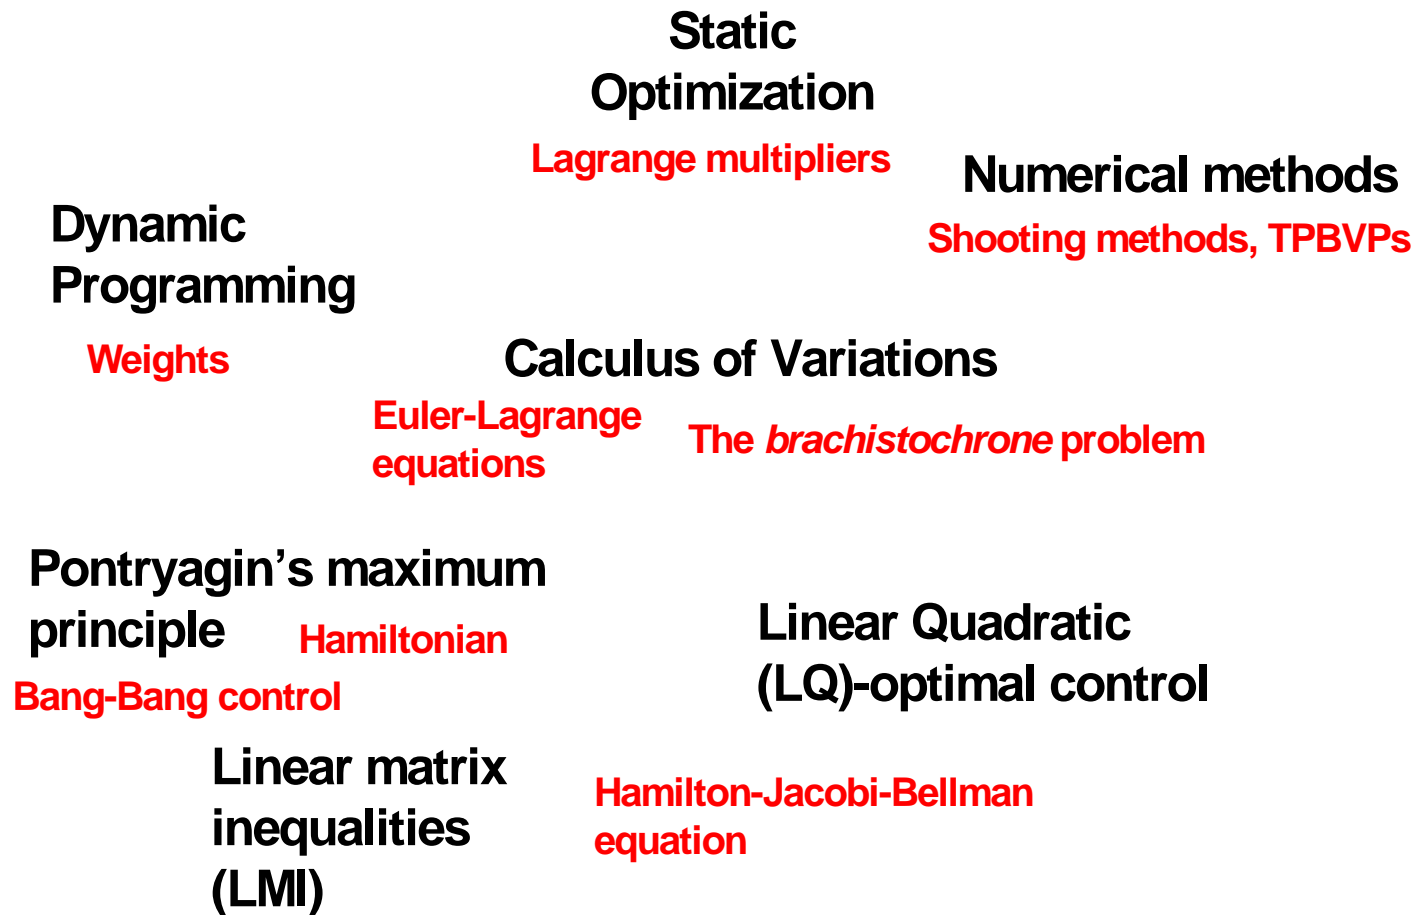 Static
Optimization
Lagrange multipliers
Numerical methods
Shooting methods, TPBVPs
Dynamic
Programming
Weights
Calculus of Variations
Euler-Lagrange
equations
The brachistochrone problem
Pontryagin’s maximum
principle
Hamiltonian
Bang-Bang control
Linear Quadratic
(LQ)-optimal control
Linear matrix
inequalities
(LMI)
Hamilton-Jacobi-Bellman
equation